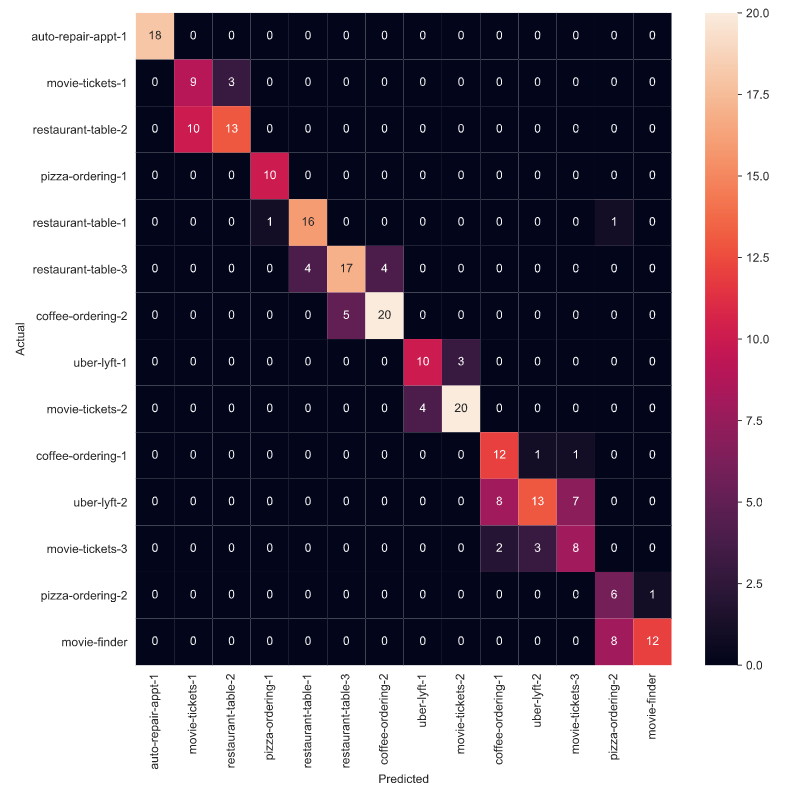 auto-repair-appt-1 18 0 0 0 0 0 0 0 0 0 0 0 0 0
movie-tickets-1 0 9 3 0 0 0 0 0 0 0 0 0 0 0
restaurant-table-2 0 10 13 0 0 0 0 0 0 0 0 0 0 0
pizza-ordering-1 0 0 0 10 0 0 0 0 0 0 0 0 0 0
restaurant-table-1 0 0 0 1 16 0 0 0 0 0 0 0 1 0
restaurant-table-3 0 0 0 0 4 17 4 0 0 0 0 0 0 0
coffee-ordering-2 0 0 0 0 0 5 20 0 0 0 0 0 0 0
uber-lyft-1 0 0 0 0 0 0 0 10 3 0 0 0 0 0
movie-tickets-2 0 0 0 0 0 0 0 4 20 0 0 0 0 0
coffee-ordering-1 0 0 0 0 0 0 0 0 0 12 1 1 0 0
uber-lyft-2 0 0 0 0 0 0 0 0 0 8 13 7 0 0
movie-tickets-3 0 0 0 0 0 0 0 0 0 2 3 8 0 0
pizza-ordering-2 0 0 0 0 0 0 0 0 0 0 0 0 6 1
movie-finder 0 0 0 0 0 0 0 0 0 0 0 0 8 12
Actual
auto-repair-appt-1
movie-tickets-1
restaurant-table-2
pizza-ordering-1
restaurant-table-1
restaurant-table-3
coffee-ordering-2
uber-lyft-1
movie-tickets-2
coffee-ordering-1
uber-lyft-2
movie-tickets-3
pizza-ordering-2
movie-finder
Predicted
20.0
17.5
15.0
12.5
10.0
7.5
5.0
2.5
0.0